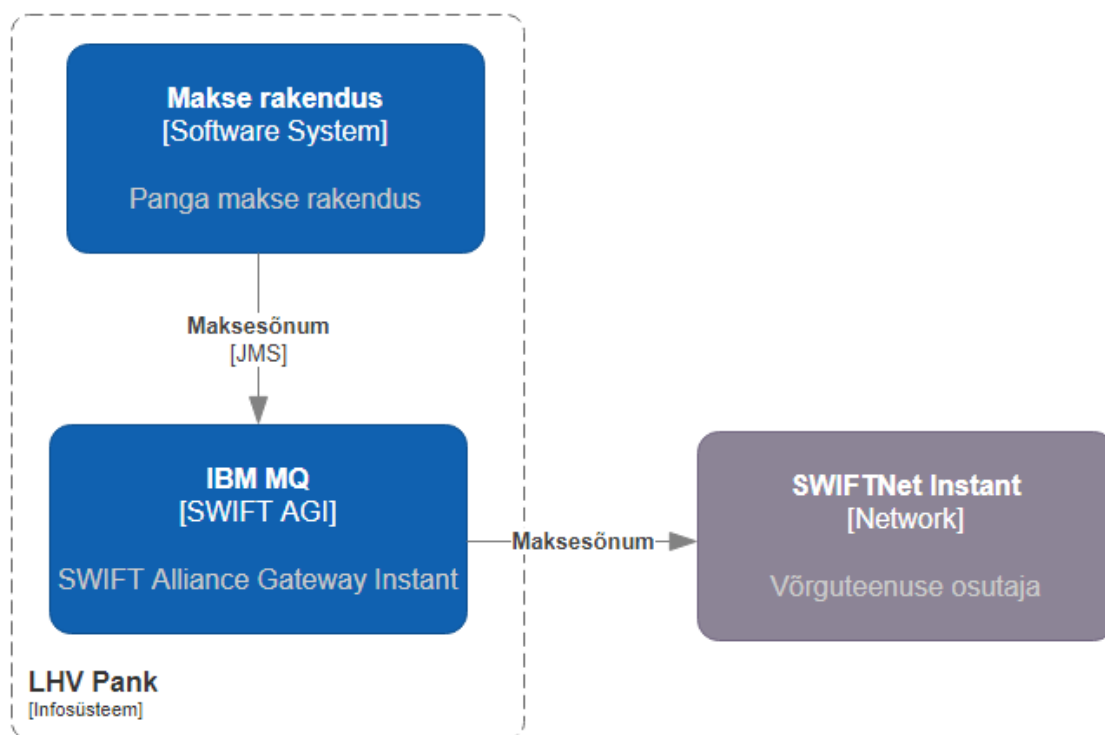 Makse rakendus
[Software System]
Panga makse rakendus
Maksesõnum
[JMS]
IBM MQ
[SWIFT AGI]
SWIFT Alliance Gateway Instant
Maksesõnum
SWIFTNet Instant
[Network]
Võrguteenuse osutaja
LHV Pank
[Infosüsteem]